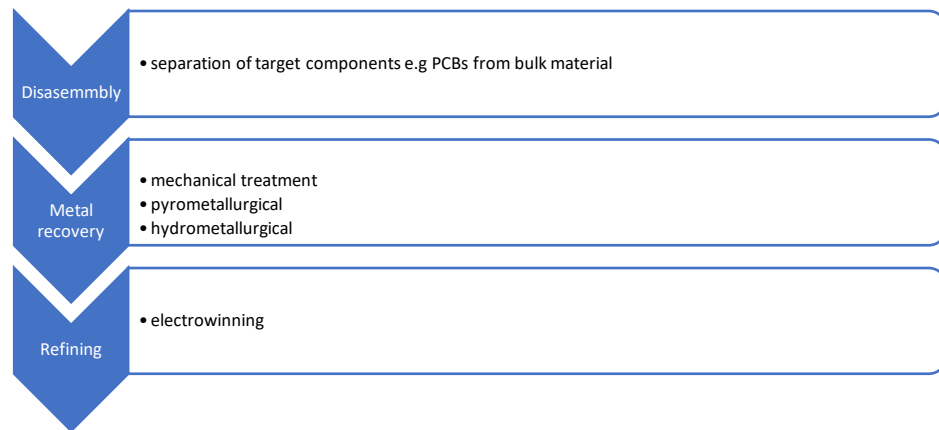 Disasemmbly
• separation of target components e.g PCBs from bulk material
Metal
recovery
• mechanical treatment
• pyrometallurgical
• hydrometallurgical
Refining
• electrowinning